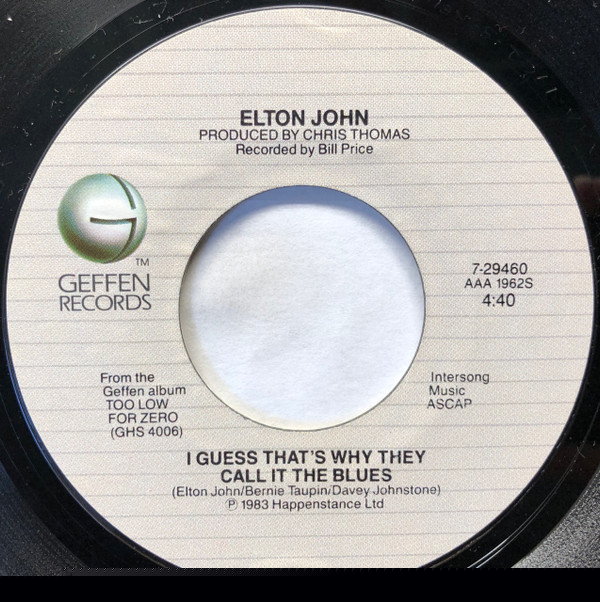 ELTON JOHN
PRODUCED BY CHRIS THOMAS
Recorded by Bill Price
G
TM
GEFFEN
RECORDS
7-29460
AAA 1962S
4:40
From the
Geffen album
TOO LOW
FOR ZERO
(GHS 4006)
Intersong
Music
ASCAP
I GUESS THAT'S WHY THEY
CALL IT THE BLUES
(Elton John/Bernie Taupin/Davey Johnstone)
℗ 1983 Happenstance Ltd